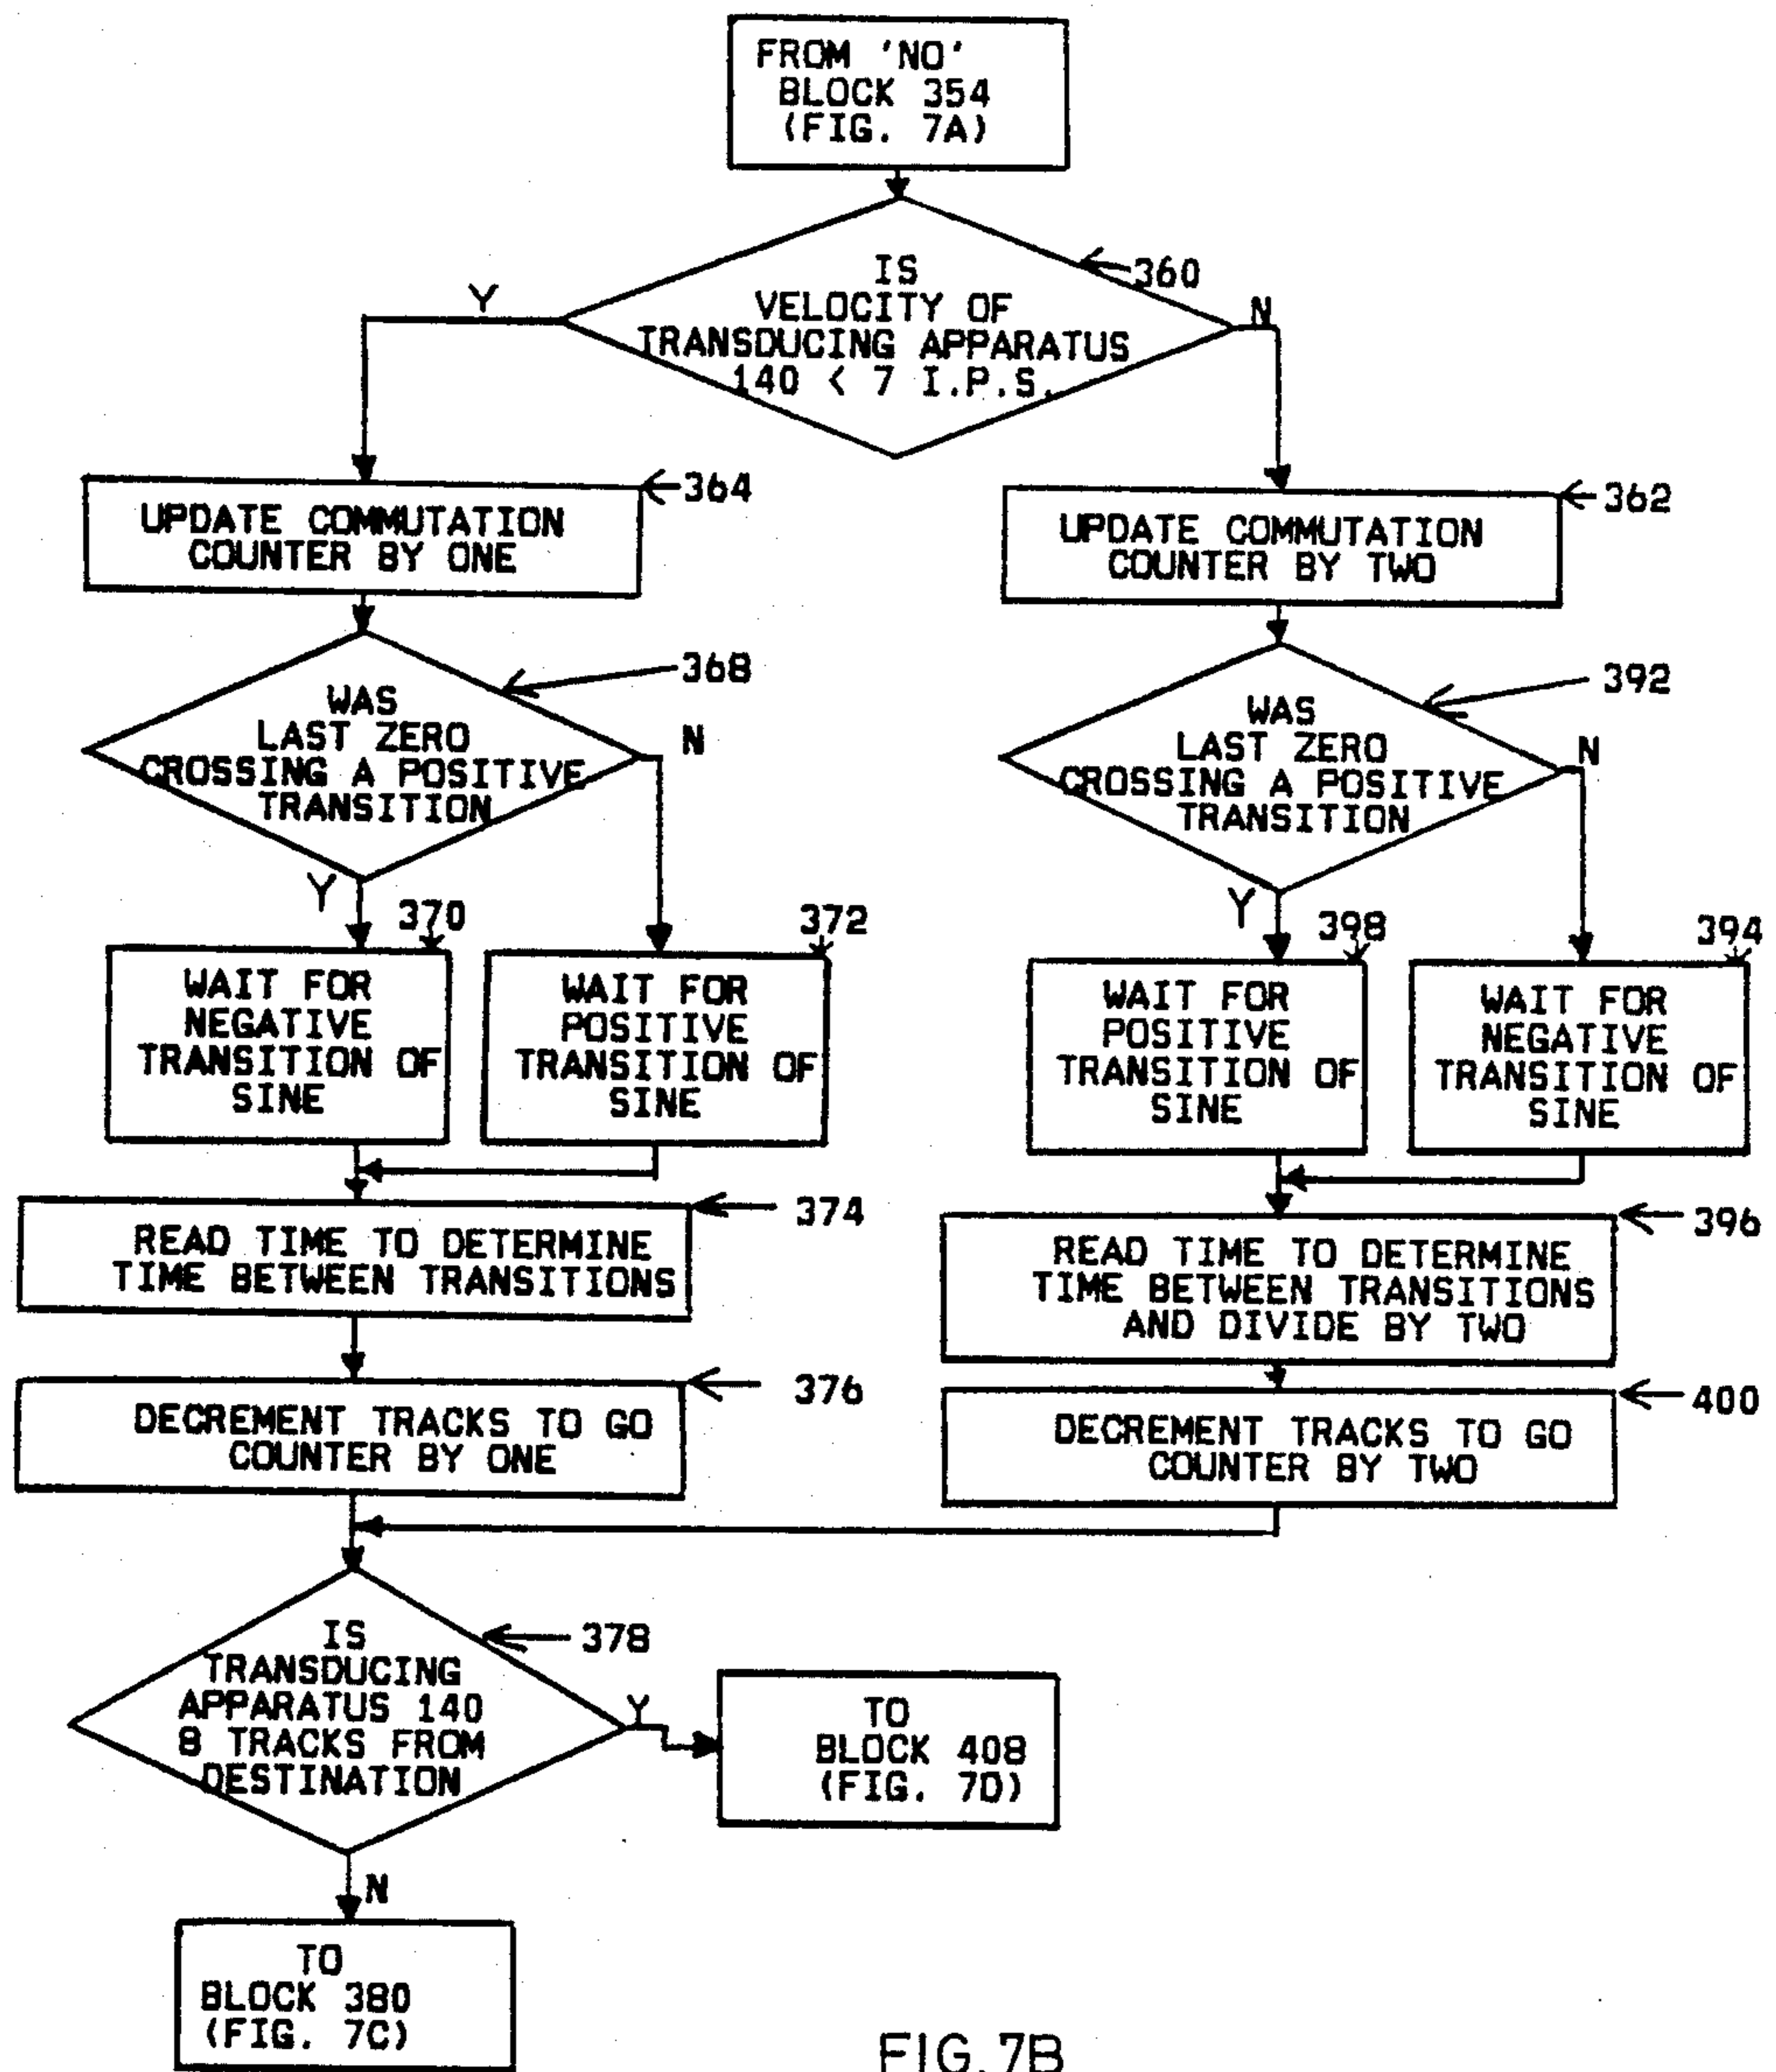 FROM 'NO'
BLOCK 354
(FIG. 7A)
360
IS
VELOCITY OF
TRANSDUCING APPARATUS
140 < 7 I.P.S.
Y
N
364
UPDATE COMMUTATION
COUNTER BY ONE
362
UPDATE COMMUTATION
COUNTER BY TWO
368
WAS
LAST ZERO
CROSSING A POSITIVE
TRANSITION
N
Y
392
WAS
LAST ZERO
CROSSING A POSITIVE
TRANSITION
N
Y
370
WAIT FOR
NEGATIVE
TRANSITION OF
SINE
372
WAIT FOR
POSITIVE
TRANSITION OF
SINE
398
WAIT FOR
POSITIVE
TRANSITION OF
SINE
394
WAIT FOR
NEGATIVE
TRANSITION OF
SINE
374
READ TIME TO DETERMINE
TIME BETWEEN TRANSITIONS
396
READ TIME TO DETERMINE
TIME BETWEEN TRANSITIONS
AND DIVIDE BY TWO
376
DECREMENT TRACKS TO GO
COUNTER BY ONE
400
DECREMENT TRACKS TO GO
COUNTER BY TWO
378
IS
TRANSDUCING
APPARATUS 140
8 TRACKS FROM
DESTINATION
Y
TO
BLOCK 408
(FIG. 7D)
N
TO
BLOCK 380
(FIG. 7C)
FIG. 7B